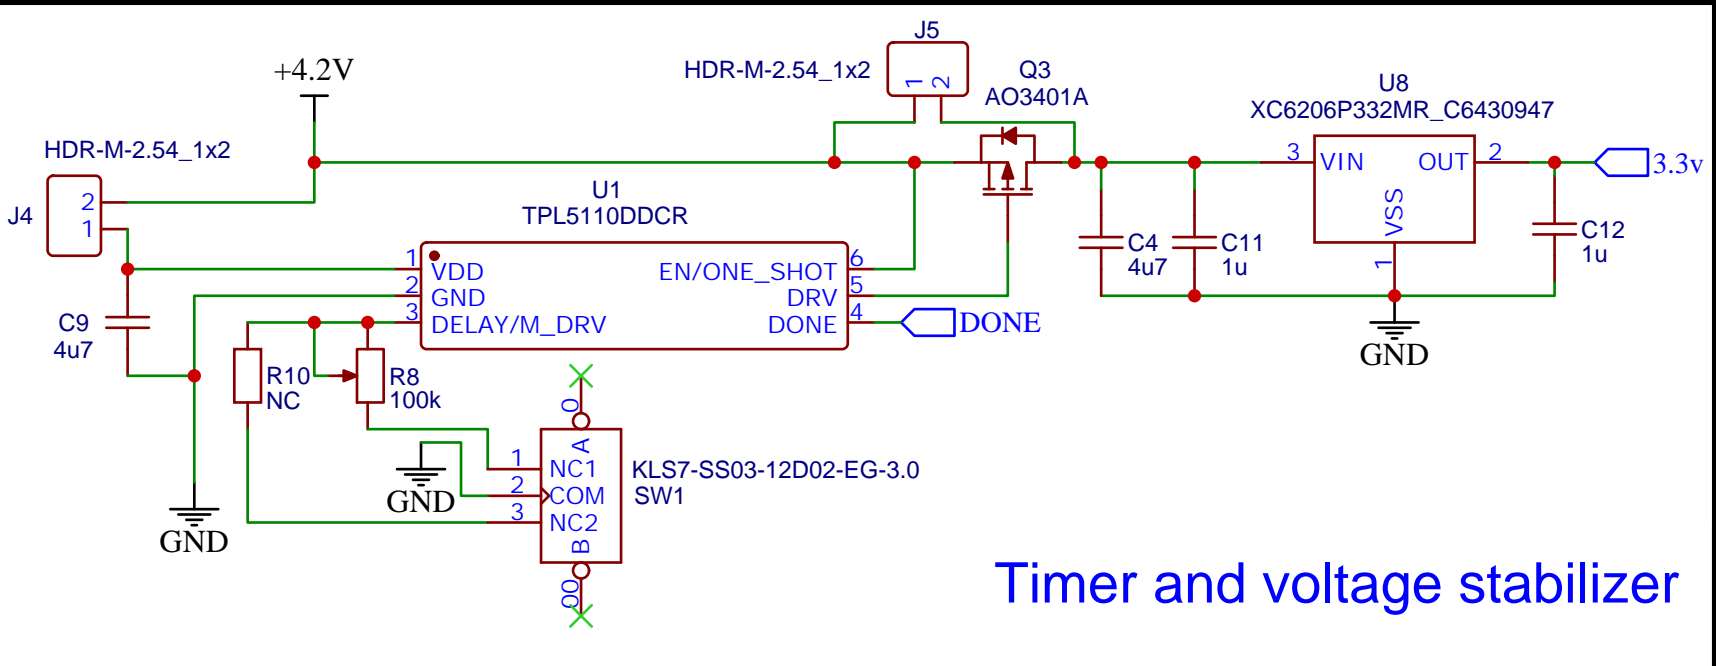 J5
+4.2V
HDR-M-2.54_1x2
1
2
Q3
AO3401A
U8
XC6206P332MR_C6430947
HDR-M-2.54_1x2
3
VIN
OUT
2
3.3v
VSS
1
J4
2
1
U1
TPL5110DDCR
1
VDD
2
GND
3
DELAY/M_DRV
EN/ONE_SHOT
6
DRV
5
DONE
4
DONE
C4
4u7
C11
1u
C12
1u
GND
C9
4u7
R10
NC
R8
100k
GND
GND
0
A
1
NC1
2
COM
3
NC2
B
00
KLS7-SS03-12D02-EG-3.0
SW1
Timer and voltage stabilizer